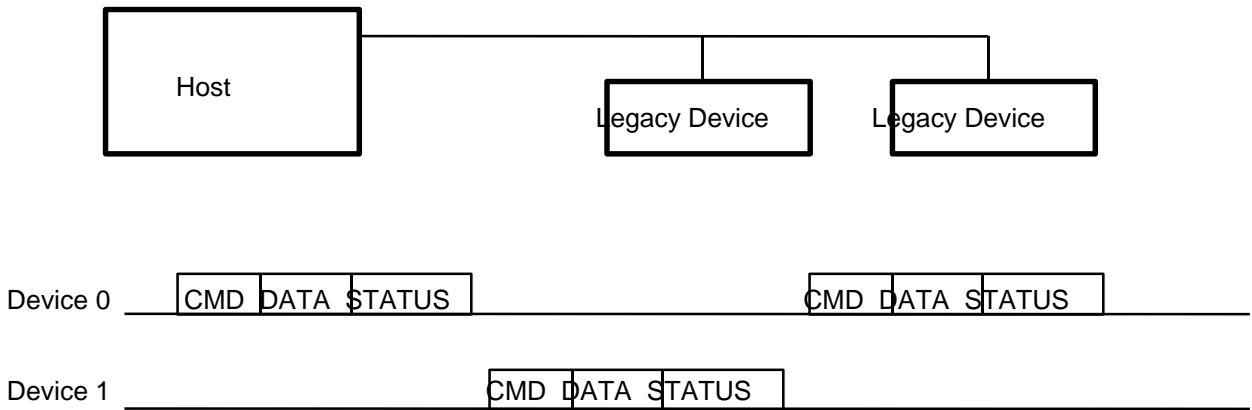 Host
Legacy Device Legacy Device
Device 0 CMD DATA STATUS CMD DATA STATUS
Device 1 CMD DATA STATUS